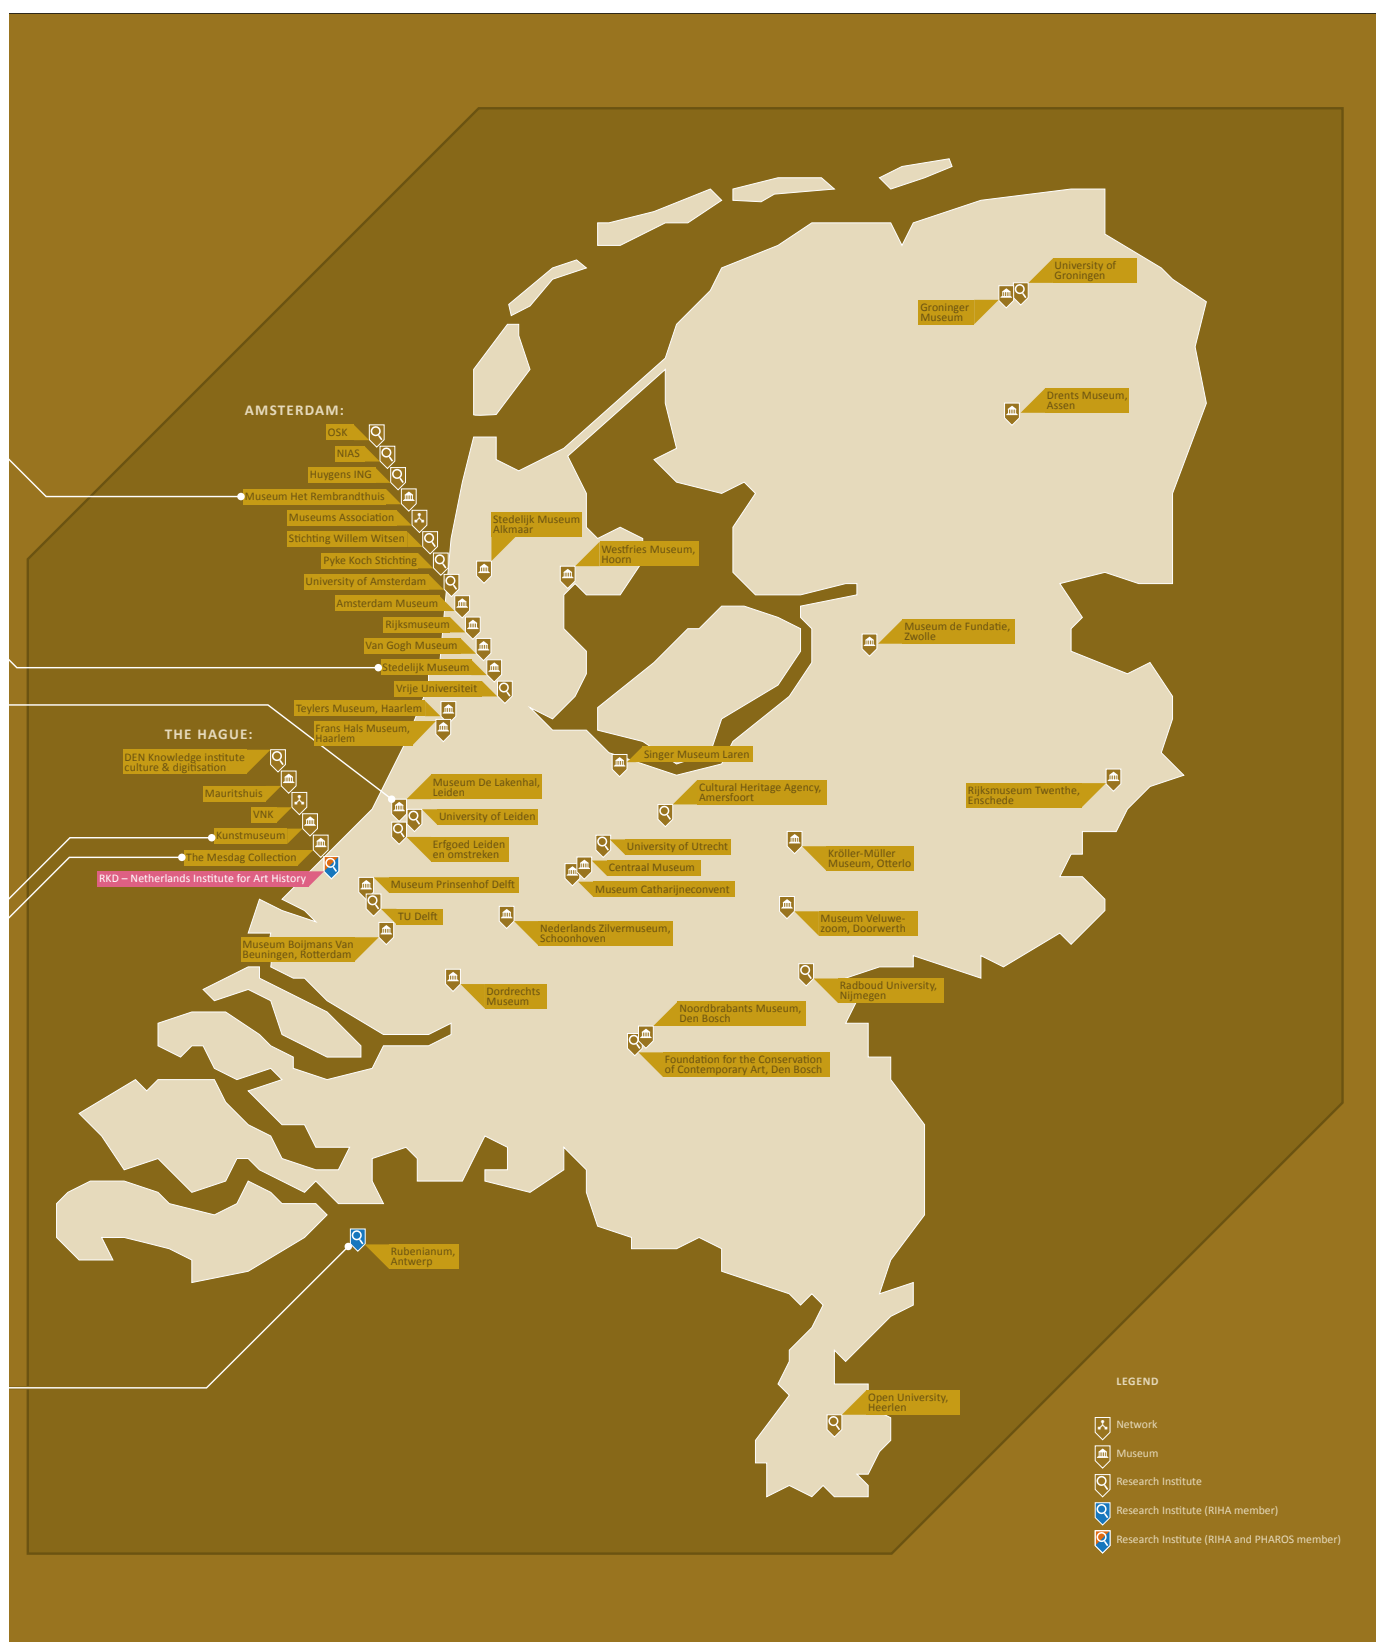 University of
Groningen
Groninger
Museum
Drents Museum,
Assen
AMSTERDAM:
OSK
NIAS
Huygens ING
Museum Het Rembrandthuis
Museums Association
Stichting Willem Witsen
Pyke Koch Stichting
University of Amsterdam
Amsterdam Museum
Rijksmuseum
Van Gogh Museum
Stedelijk Museum
Vrije Universiteit
Stedelijk Museum
Alkmaar
Westfries Museum,
Hoorn
Museum de Fundatie,
Zwolle
Teylers Museum, Haarlem
Frans Hals Museum,
Haarlem
THE HAGUE:
DEN Knowledge institute
culture & digitisation
Mauritshuis
VNK
Kunstmuseum
The Mesdag Collection
RKD – Netherlands Institute for Art History
Singer Museum Laren
Museum De Lakenhal,
Leiden
University of Leiden
Erfgoed Leiden
en omstreken
Cultural Heritage Agency,
Amersfoort
Rijksmuseum Twenthe,
Enschede
University of Utrecht
Centraal Museum
Museum Catharijneconvent
Kröller-Müller
Museum, Otterlo
Museum Prinsenhof Delft
TU Delft
Museum Boijmans Van
Beuningen, Rotterdam
Nederlands Zilvermuseum,
Schoonhoven
Museum Veluwe-
zoom, Doorwerth
Dordrechts
Museum
Radboud University,
Nijmegen
Noordbrabants Museum,
Den Bosch
Foundation for the Conservation
of Contemporary Art, Den Bosch
Rubenianum,
Antwerp
Open University,
Heerlen
LEGEND
Network
Museum
Research Institute
Research Institute (RIHA member)
Research Institute (RIHA and PHAROS member)